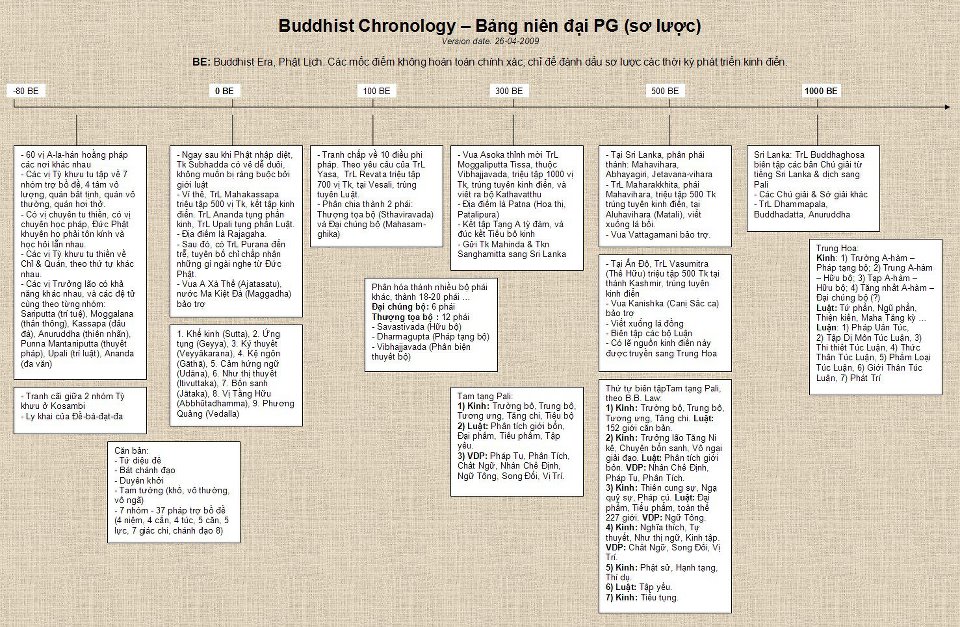 Buddhist Chronology – Bảng niên đại PG (sơ lược)
Version date: 26-04-2009
BE: Buddhist Era, Phật Lịch. Các mốc điểm không hoàn toàn chính xác, chỉ để đánh dấu sơ lược các thời kỳ phát triển kinh điển.
-80 BE
0 BE
100 BE
300 BE
500 BE
1000 BE
- 60 vị A-la-hán hoằng pháp
các nơi khác nhau
- Các vị Tỳ khưu tu tập về 7
nhóm trợ bồ đề, 4 tâm vô
lượng, quán bất tịnh, quán vô
thường, quán hơi thở.
- Có vị chuyên tu thiền, có vị
chuyên học pháp, Đức Phật
khuyên họ phải tôn kính và
học hỏi lẫn nhau.
- Các vị Tỳ khưu tu thiền về
Chỉ & Quán, theo thứ tự khác
nhau.
- Các vị Trưởng lão có khả
năng khác nhau, và các đệ tử
cũng theo từng nhóm:
Sariputta (trí tuệ), Moggalana
(thần thông), Kassapa (đầu
đà), Anuruddha (thiên nhãn),
Punna Mantaniputta (thuyết
pháp), Upali (trì luật), Ananda
(đa văn)
- Tranh cãi giữa 2 nhóm Tỳ
khưu ở Kosambi
- Ly khai của Đề-bà-đạt-đa
Căn bản:
- Tứ diệu đế
- Bát chánh đạo
- Duyên khởi
- Tam tướng (khổ, vô thường,
vô ngã)
- 7 nhóm - 37 pháp trợ bồ đề
(4 niệm, 4 cần, 4 túc, 5 căn, 5
lực, 7 giác chi, chánh đạo 8)
- Ngay sau khi Phật nhập diệt,
Tk Subhadda có vẻ dễ duôi,
không muốn bị ràng buộc bởi
giới luật
- Vì thế, TrL Mahakassapa
triệu tập 500 vị Tk, kết tập kinh
điển. TrL Ananda tụng phần
kinh, TrL Upali tụng phần Luật.
- Địa điểm là Rajagaha.
- Sau đó, có TrL Purana đến
trễ, tuyên bố chỉ chấp nhận
những gì ngài nghe từ Đức
Phật.
- Vua A Xà Thế (Ajatasatu),
nước Ma Kiệt Đà (Maggadha)
bảo trợ
1. Khế kinh (Sutta), 2. Ứng
tụng (Geyya), 3. Ký thuyết
(Veyyākarana), 4. Kệ ngôn
(Gāthā), 5. Cảm hứng ngữ
(Udāna), 6. Như thị thuyết
(Itivuttaka), 7. Bổn sanh
(Jātaka), 8. Vị Tằng Hữu
(Abbhūtadhamma), 9. Phương
Quảng (Vedalla)
- Tranh chấp về 10 điều phi
pháp. Theo yêu cầu của TrL
Yasa, TrL Revata triệu tập
700 vị Tk, tại Vesali, trùng
tuyên Luật.
- Phân chia thành 2 phái:
Thượng tọa bộ (Sthaviravada)
và Đại chúng bộ (Mahasam-
ghika)
Phân hóa thành nhiều bộ phái
khác, thành 18-20 phái ...
Đại chúng bộ: 6 phái
Thượng tọa bộ : 12 phái
- Savastivada (Hữu bộ)
- Dharmagupta (Pháp tạng bộ)
- Vibhajjavada (Phân biện
thuyết bộ)
- Vua Asoka thỉnh mời TrL
Moggaliputta Tissa, thuộc
Vibhajjavada, triệu tập 1000 vị
Tk, trùng tuyên kinh điển, và
viết ra bộ Kathavatthu
- Địa điểm là Patna (Hoa thị,
Patalipura)
- Kết tập Tạng A tỳ đàm, và
đúc kết Tiểu bộ kinh
- Gửi Tk Mahinda & Tkn
Sanghamitta sang Sri Lanka
Tam tạng Pali:
1) Kinh: Trường bộ, Trung bộ,
Tương ưng, Tăng chi, Tiểu bộ
2) Luật: Phân tích giới bổn,
Đại phẩm, Tiểu phẩm, Tập
yếu.
3) VDP: Pháp Tụ, Phân Tích,
Chất Ngữ, Nhân Chế Định,
Ngữ Tông, Song Đối, Vị Trí.
- Tại Sri Lanka, phân phái
thành: Mahavihara,
Abhayagiri, Jetavana-vihara
- TrL Maharakkhita, phái
Mahavihara, triệu tập 500 Tk
trùng tuyên kinh điển, tại
Aluhavihara (Matali), viết
xuống lá bối.
- Vua Vattagamani bảo trợ.
- Tại Ấn Độ, TrL Vasumitra
(Thế Hữu) triệu tập 500 Tk tại
thành Kashmir, trùng tuyên
kinh điển
- Vua Kanishka (Cani Sắc ca)
bảo trợ
- Viết xuống lá đồng
- Biên tập các bộ Luận
- Có lẽ nguồn kinh điển này
được truyền sang Trung Hoa
Thứ tự biên tậpTam tạng Pali,
theo B.B. Law:
1) Kinh: Trường bộ, Trung bộ,
Tương ưng, Tăng chi. Luật:
152 giới căn bản.
2) Kinh: Trưởng lão Tăng Ni
kệ, Chuyện bổn sanh, Vô ngại
giải đạo. Luật: Phân tích giới
bổn. VDP: Nhân Chế Định,
Pháp Tụ, Phân Tích.
3) Kinh: Thiên cung sự, Ngạ
quỷ sự, Pháp cú. Luật: Đại
phẩm, Tiểu phẩm, toàn thể
227 giới. VDP: Ngữ Tông.
4) Kinh: Nghĩa thích, Tự
thuyết, Như thị ngữ, Kinh tập.
VDP: Chất Ngữ, Song Đối, Vị
Trí.
5) Kinh: Phật sử, Hạnh tạng,
Thí dụ.
6) Luật: Tập yếu.
7) Kinh: Tiểu tụng.
Sri Lanka: TrL Buddhaghosa
biên tập các bản Chú giải từ
tiếng Sri Lanka & dịch sang
Pali
- Các Chú giải & Sớ giải khác
- TrL Dhammapala,
Buddhadatta, Anuruddha
Trung Hoa:
Kinh: 1) Trường A-hàm –
Pháp tạng bộ; 2) Trung A-hàm
– Hữu bộ; 3) Tạp A-hàm –
Hữu bộ; 4) Tăng nhất A-hàm –
Đại chúng bộ (?)
Luật: Tứ phần, Ngũ phần,
Thiện kiến, Maha Tăng kỳ ...
Luận: 1) Pháp Uẩn Túc,
2) Tập Dị Môn Túc Luận, 3)
Thi thiết Túc Luận, 4) Thức
Thân Túc Luận, 5) Phẩm Loại
Túc Luận, 6) Giới Thân Túc
Luận, 7) Phát Trí